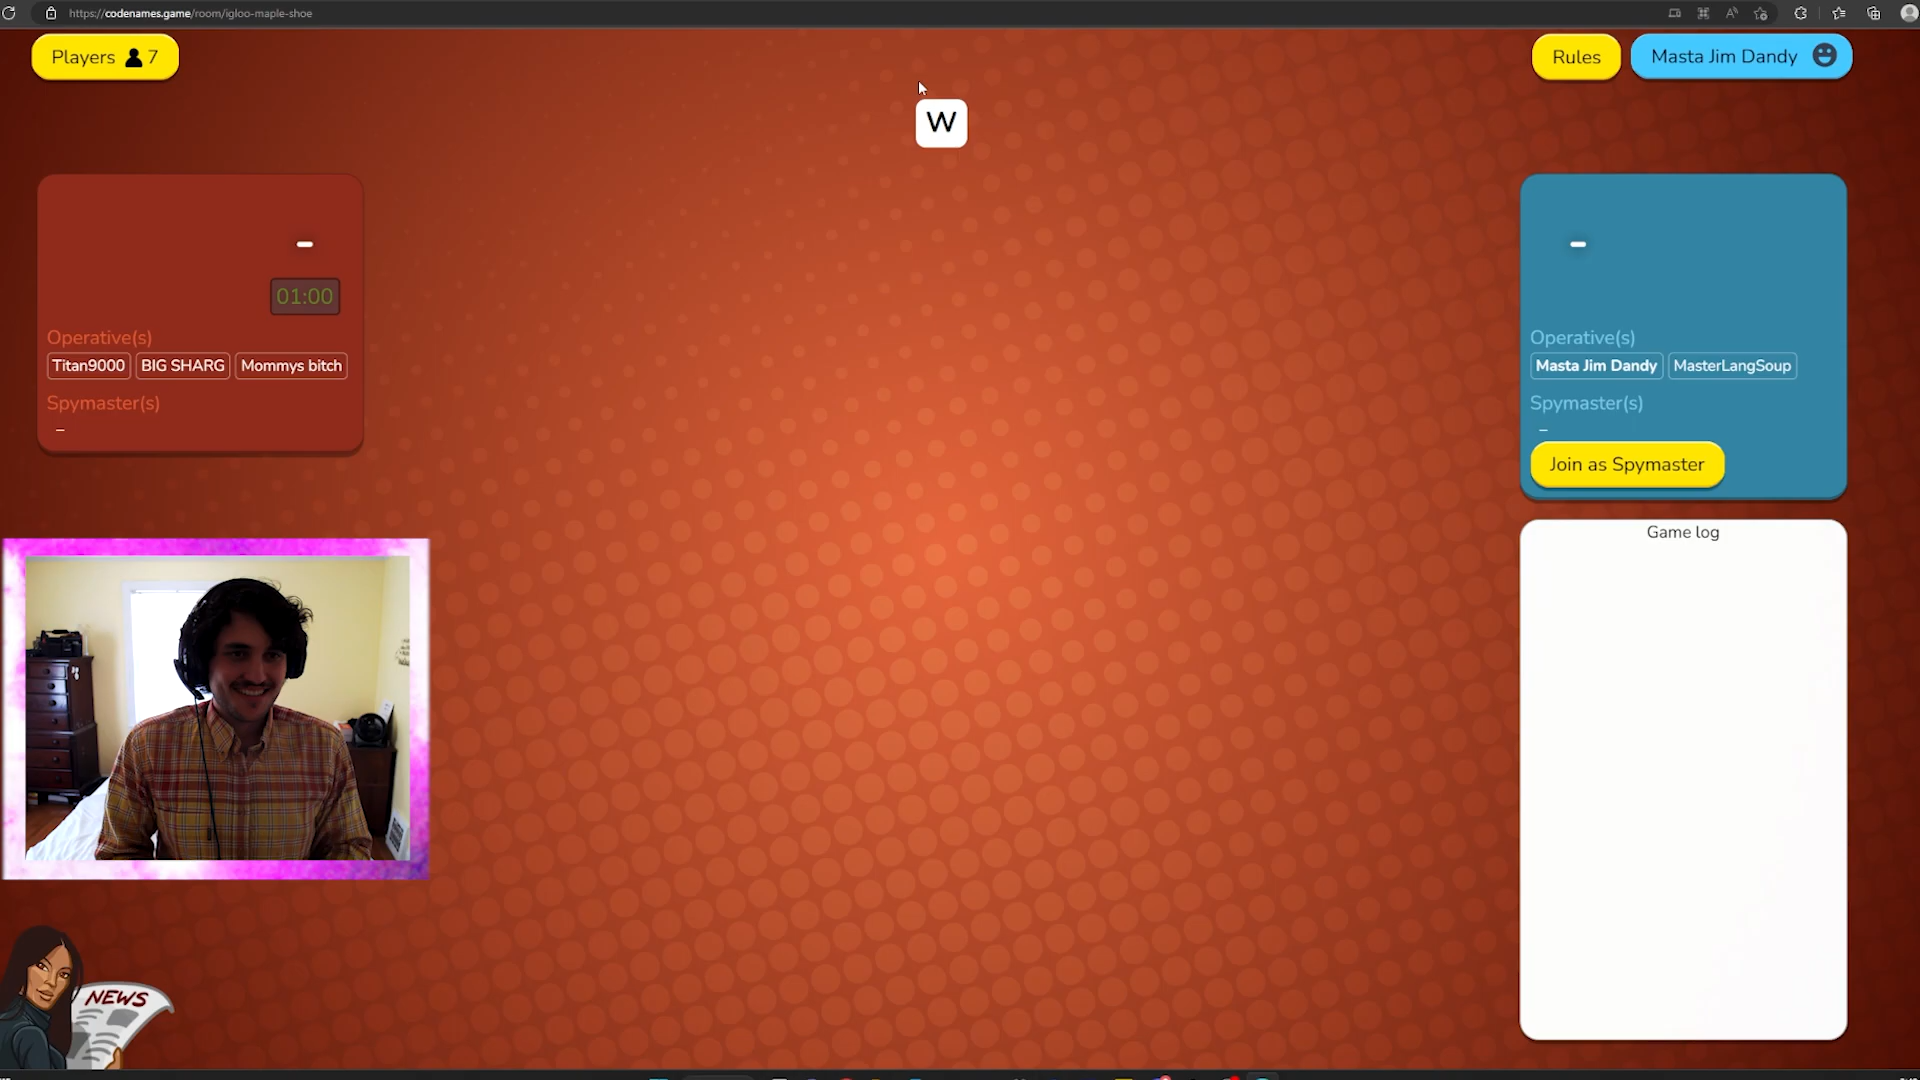 https://codenames.game/room/igloo-maple-shoe
Players 7
Rules
Masta Jim Dandy
W
-
01:00
Operative(s)
Titan9000 BIG SHARG Mommys bitch
Spymaster(s)
–
-
Operative(s)
Masta Jim Dandy MasterLangSoup
Spymaster(s)
–
Join as Spymaster
Game log
NEWS